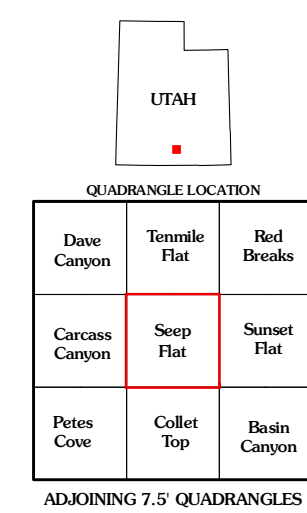 UTAH
QUADRANGLE LOCATION
Dave
Canyon
Tenmile
Flat
Red
Breaks
Carcass
Canyon
Seep
Flat
Sunset
Flat
Petes
Cove
Collet
Top
Basin
Canyon
ADJOINING 7.5' QUADRANGLES